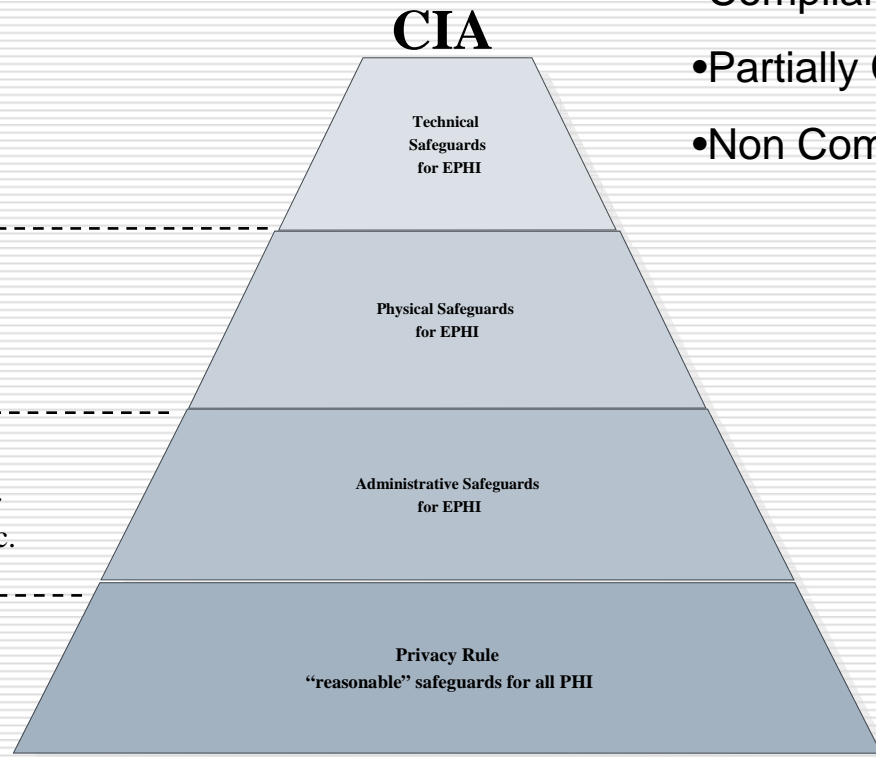 CIA
•Partially
•Non
Technical
Safeguards
for EPHI
Physical Safeguards
for EPHI
Administrative Safeguards
for EPHI
Privacy Rule
“reasonable” safeguards for all PHI